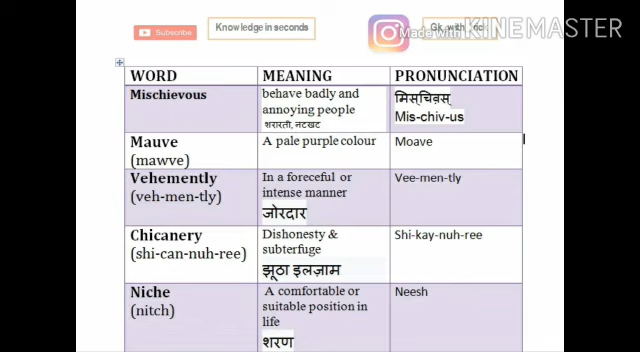 Subscribe
Knowledge in seconds
Gk with
Made with KINEMASTER
WORD MEANING PRONUNCIATION
Mischievous
behave badly and
annoying people
शरारती, नटखट
मिस्चिव़स्
Mis-chiv-us
Mauve
(mawve)
A pale purple colour
Moave
Vehemently
(veh-men-tly)
In a foreceful or
intense manner
जोरदार
Vee-men-tly
Chicanery
(shi-can-nuh-ree)
Dishonesty &
subterfuge
झूठा इलज़ाम
Shi-kay-nuh-ree
Niche
(nitch)
A comfortable or
suitable position in
life
शरण
Neesh